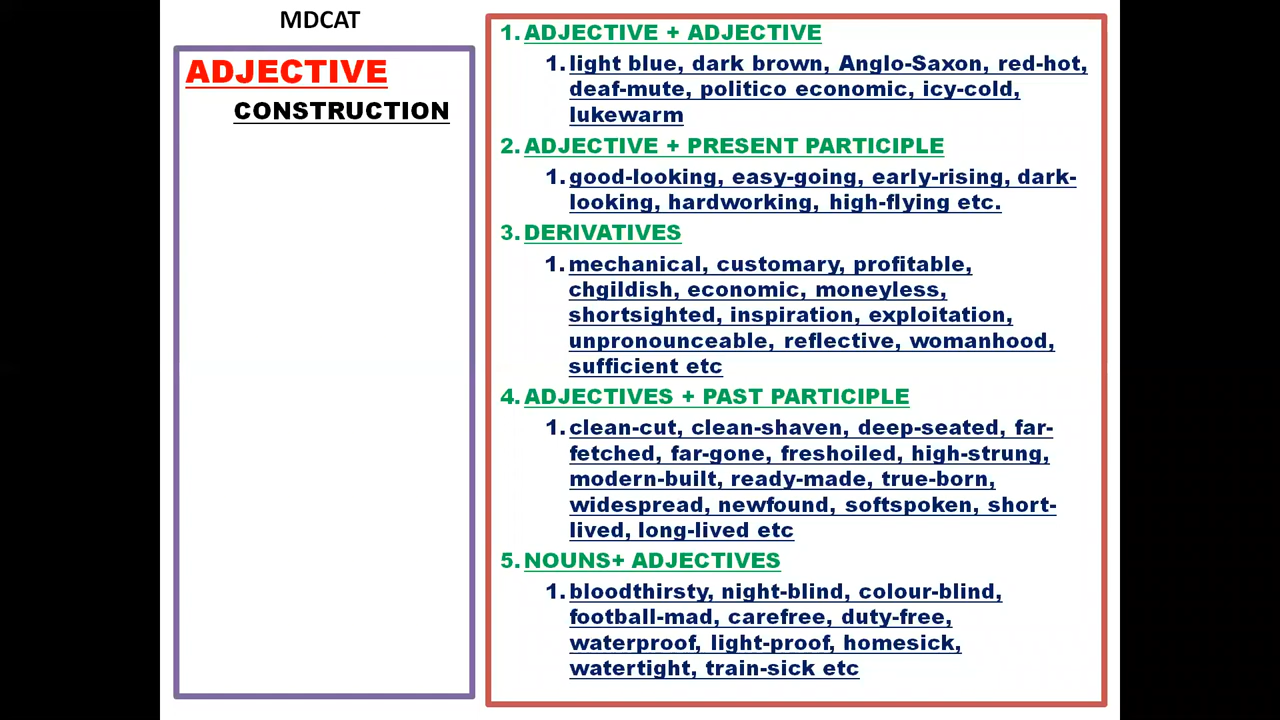 MDCAT
ADJECTIVE
CONSTRUCTION
1. ADJECTIVE + ADJECTIVE
1. light blue, dark brown, Anglo-Saxon, red-hot,
deaf-mute, politico economic, icy-cold,
lukewarm
2. ADJECTIVE + PRESENT PARTICIPLE
1. good-looking, easy-going, early-rising, dark-
looking, hardworking, high-flying etc.
3. DERIVATIVES
1. mechanical, customary, profitable,
chgildish, economic, moneyless,
shortsighted, inspiration, exploitation,
unpronounceable, reflective, womanhood,
sufficient etc
4. ADJECTIVES + PAST PARTICIPLE
1. clean-cut, clean-shaven, deep-seated, far-
fetched, far-gone, freshoiled, high-strung,
modern-built, ready-made, true-born,
widespread, newfound, softspoken, short-
lived, long-lived etc
5. NOUNS+ ADJECTIVES
1. bloodthirsty, night-blind, colour-blind,
football-mad, carefree, duty-free,
waterproof, light-proof, homesick,
watertight, train-sick etc